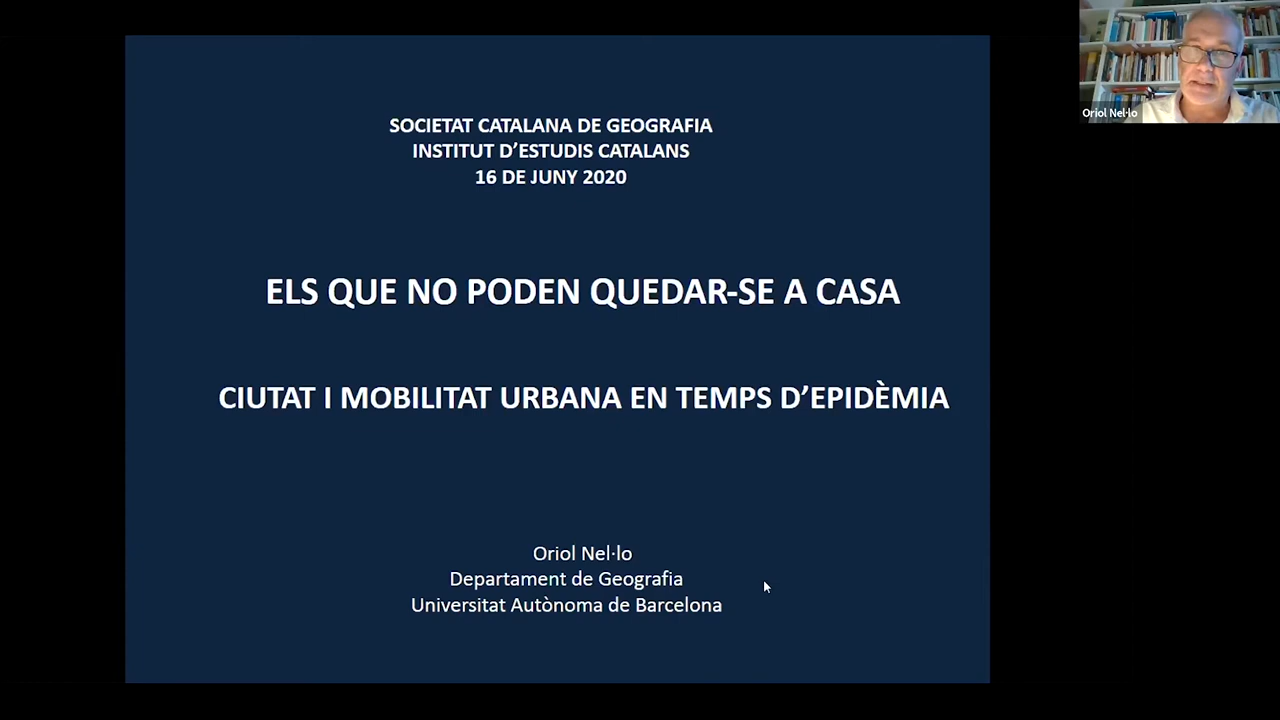 SOCIETAT CATALANA DE GEOGRAFIA
INSTITUT D’ESTUDIS CATALANS
16 DE JUNY 2020
ELS QUE NO PODEN QUEDAR-SE A CASA
CIUTAT I MOBILITAT URBANA EN TEMPS D’EPIDÈMIA
Oriol Nel·lo
Departament de Geografia
Universitat Autònoma de Barcelona
Oriol Nel·lo